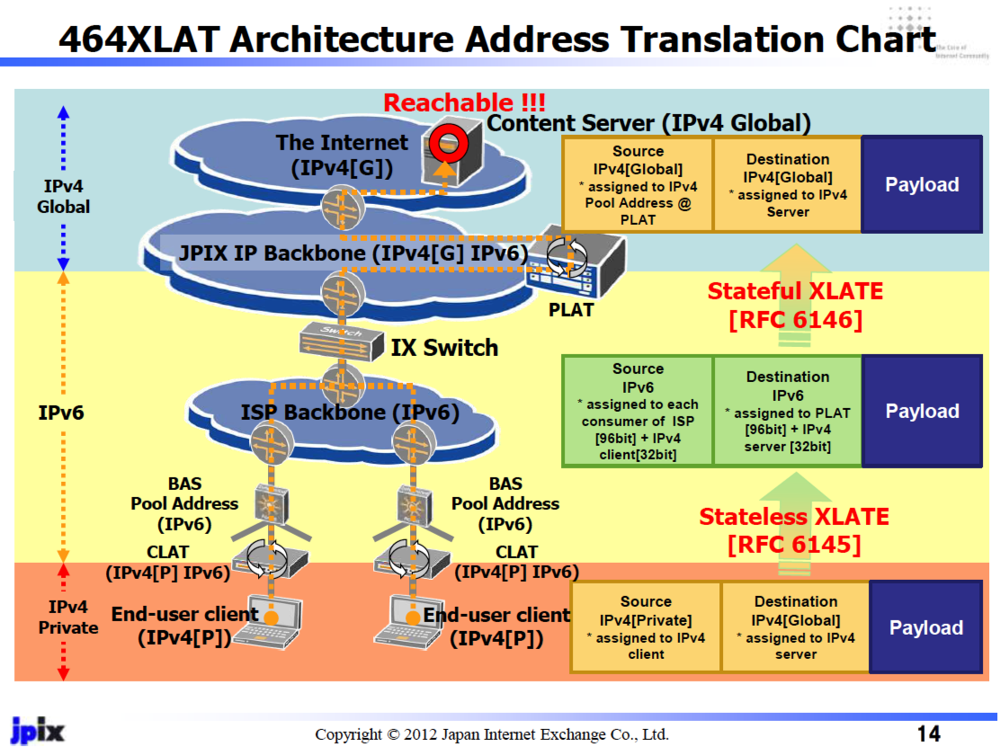 464XLAT Architecture Address Translation Chart
The Core of
Internet Community
Reachable !!!
Content Server (IPv4 Global)
The Internet
(IPv4[G])
IPv4
Global
Source
IPv4[Global]
* assigned to IPv4
Pool Address @
PLAT
Destination
IPv4[Global]
* assigned to IPv4
Server
Payload
JPIX IP Backbone (IPv4[G] IPv6)
PLAT
Stateful XLATE
[RFC 6146]
Switch
IX Switch
IPv6
ISP Backbone (IPv6)
Source
IPv6
* assigned to each
consumer of ISP
[96bit] + IPv4
client[32bit]
Destination
IPv6
* assigned to PLAT
[96bit] + IPv4
server [32bit]
Payload
BAS
Pool Address
(IPv6)
BAS
Pool Address
(IPv6)
Stateless XLATE
[RFC 6145]
CLAT
(IPv4[P] IPv6)
CLAT
(IPv4[P] IPv6)
IPv4
Private
End-user client
(IPv4[P])
End-user client
(IPv4[P])
Source
IPv4[Private]
* assigned to IPv4
client
Destination
IPv4[Global]
* assigned to IPv4
server
Payload
jpix
Copyright © 2012 Japan Internet Exchange Co., Ltd.
14